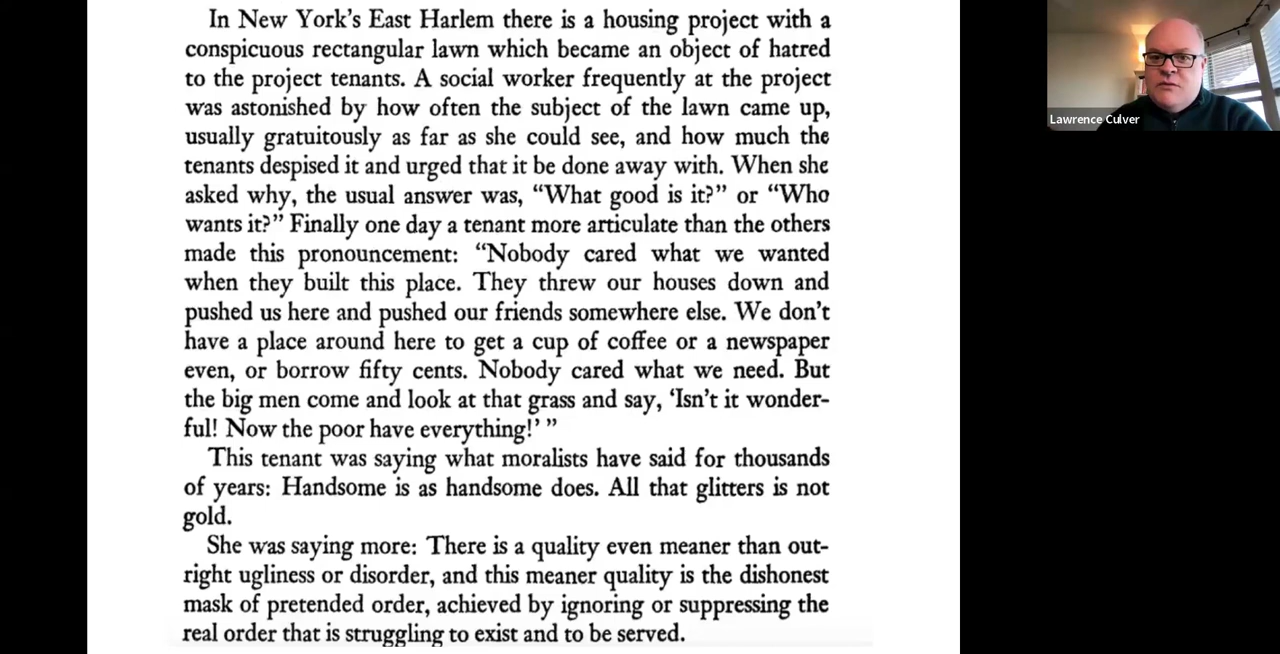 In New York's East Harlem there is a housing project with a
conspicuous rectangular lawn which became an object of hatred
to the project tenants. A social worker frequently at the project
was astonished by how often the subject of the lawn came up,
usually gratuitously as far as she could see, and how much the
tenants despised it and urged that it be done away with. When she
asked why, the usual answer was, “What good is it?” or “Who
wants it?” Finally one day a tenant more articulate than the others
made this pronouncement: “Nobody cared what we wanted
when they built this place. They threw our houses down and
pushed us here and pushed our friends somewhere else. We don't
have a place around here to get a cup of coffee or a newspaper
even, or borrow fifty cents. Nobody cared what we need. But
the big men come and look at that grass and say, ‘Isn't it wonder-
ful! Now the poor have everything!’ ”
This tenant was saying what moralists have said for thousands
of years: Handsome is as handsome does. All that glitters is not
gold.
She was saying more: There is a quality even meaner than out-
right ugliness or disorder, and this meaner quality is the dishonest
mask of pretended order, achieved by ignoring or suppressing the
real order that is struggling to exist and to be served.
Lawrence Culver